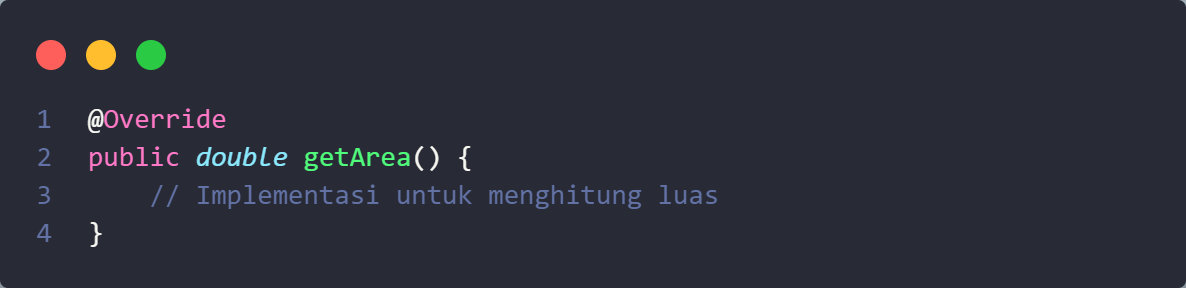 1 @Override
2 public double getArea() {
3     // Implementasi untuk menghitung luas
4 }